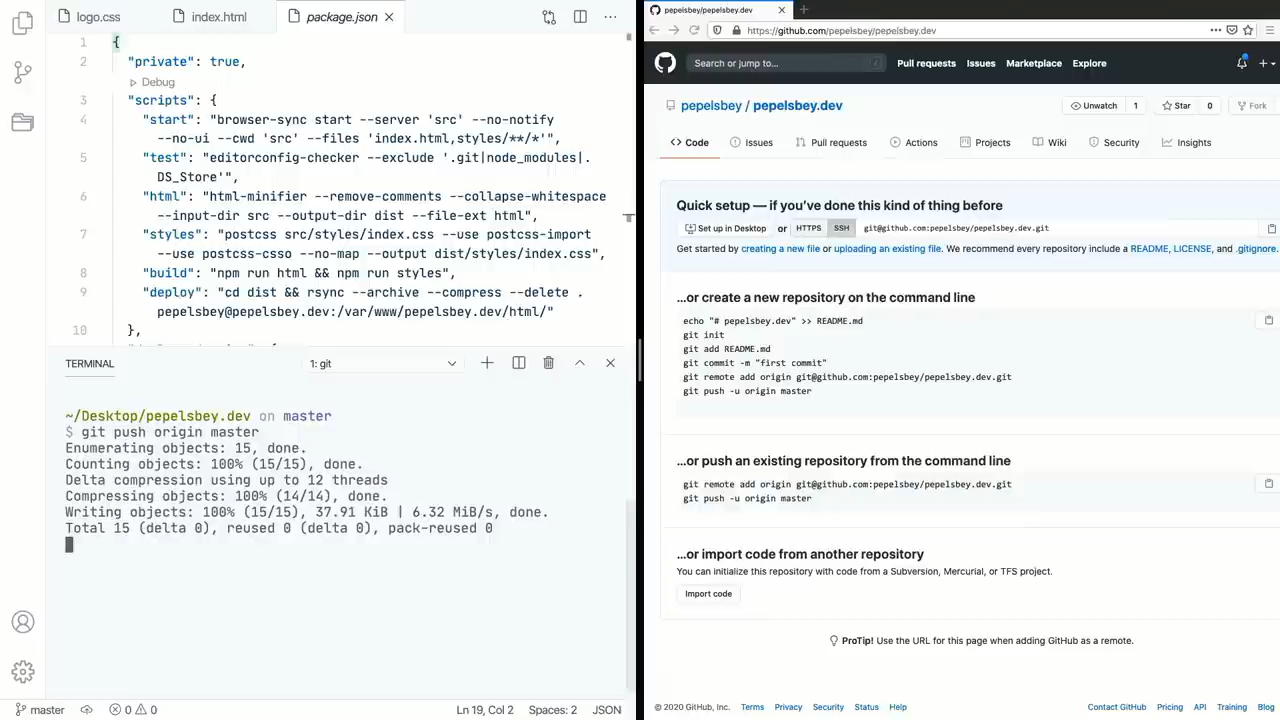 logo.css index.html package.json
1 {
2 "private": true,
Debug
3 "scripts": {
4 "start": "browser-sync start --server 'src' --no-notify
--no-ui --cwd 'src' --files 'index.html,styles/**/*'",
5 "test": "editorconfig-checker --exclude '.git|node_modules|.
DS_Store'",
6 "html": "html-minifier --remove-comments --collapse-whitespace
--input-dir src --output-dir dist --file-ext html",
7 "styles": "postcss src/styles/index.css --use postcss-import
--use postcss-csso --no-map --output dist/styles/index.css",
8 "build": "npm run html && npm run styles",
9 "deploy": "cd dist && rsync --archive --compress --delete .
pepelsbey@pepelsbey.dev:/var/www/pepelsbey.dev/html/"
10 },
TERMINAL 1: git
~/Desktop/pepelsbey.dev on master
$ git push origin master
Enumerating objects: 15, done.
Counting objects: 100% (15/15), done.
Delta compression using up to 12 threads
Compressing objects: 100% (14/14), done.
Writing objects: 100% (15/15), 37.91 KiB | 6.32 MiB/s, done.
Total 15 (delta 0), reused 0 (delta 0), pack-reused 0
master 0 0 Ln 19, Col 2 Spaces: 2 JSON
pepelsbey/pepelsbey.dev
https://github.com/pepelsbey/pepelsbey.dev
Search or jump to... / Pull requests Issues Marketplace Explore
pepelsbey / pepelsbey.dev Unwatch 1 Star 0 Fork
Code Issues Pull requests Actions Projects Wiki Security Insights
Quick setup — if you’ve done this kind of thing before
Set up in Desktop or HTTPS SSH git@github.com:pepelsbey/pepelsbey.dev.git
Get started by creating a new file or uploading an existing file. We recommend every repository include a README, LICENSE, and .gitignore.
…or create a new repository on the command line
echo "# pepelsbey.dev" >> README.md
git init
git add README.md
git commit -m "first commit"
git remote add origin git@github.com:pepelsbey/pepelsbey.dev.git
git push -u origin master
…or push an existing repository from the command line
git remote add origin git@github.com:pepelsbey/pepelsbey.dev.git
git push -u origin master
…or import code from another repository
You can initialize this repository with code from a Subversion, Mercurial, or TFS project.
Import code
ProTip! Use the URL for this page when adding GitHub as a remote.
© 2020 GitHub, Inc. Terms Privacy Security Status Help Contact GitHub Pricing API Training Blog